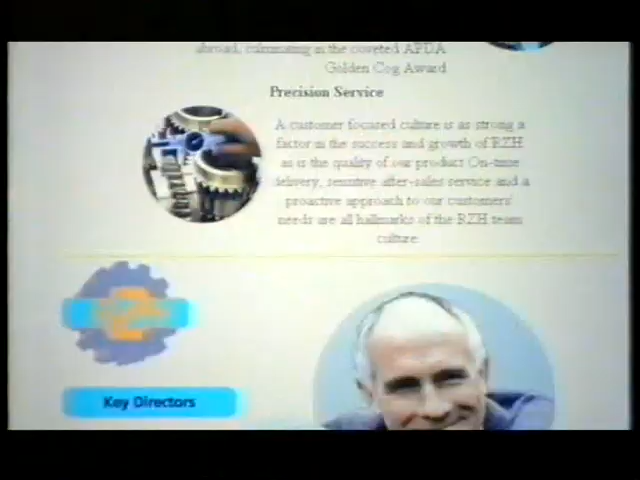 abroad, culminating in the coveted APDA
Golden Cog Award
Precision Service
A customer focused culture is as strong a
factor in the success and growth of RZH
as is the quality of our product On-time
delivery, sensitive after-sales service and a
proactive approach to our customers'
needs are all hallmarks of the RZH team
culture
Key Directors